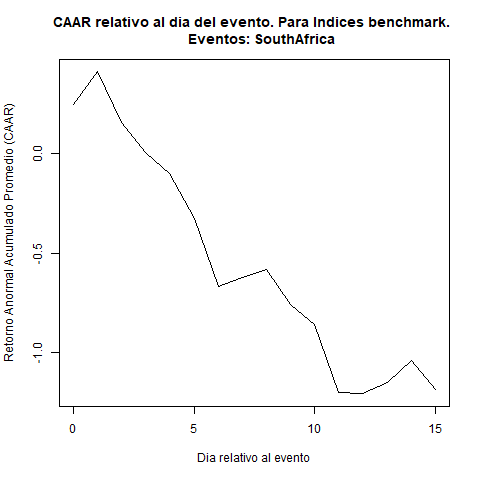 CAAR relativo al dia del evento. Para Indices benchmark.
Eventos: SouthAfrica
Retorno Anormal Acumulado Promedio (CAAR)
0.0
-0.5
-1.0
0 5 10 15
Dia relativo al evento